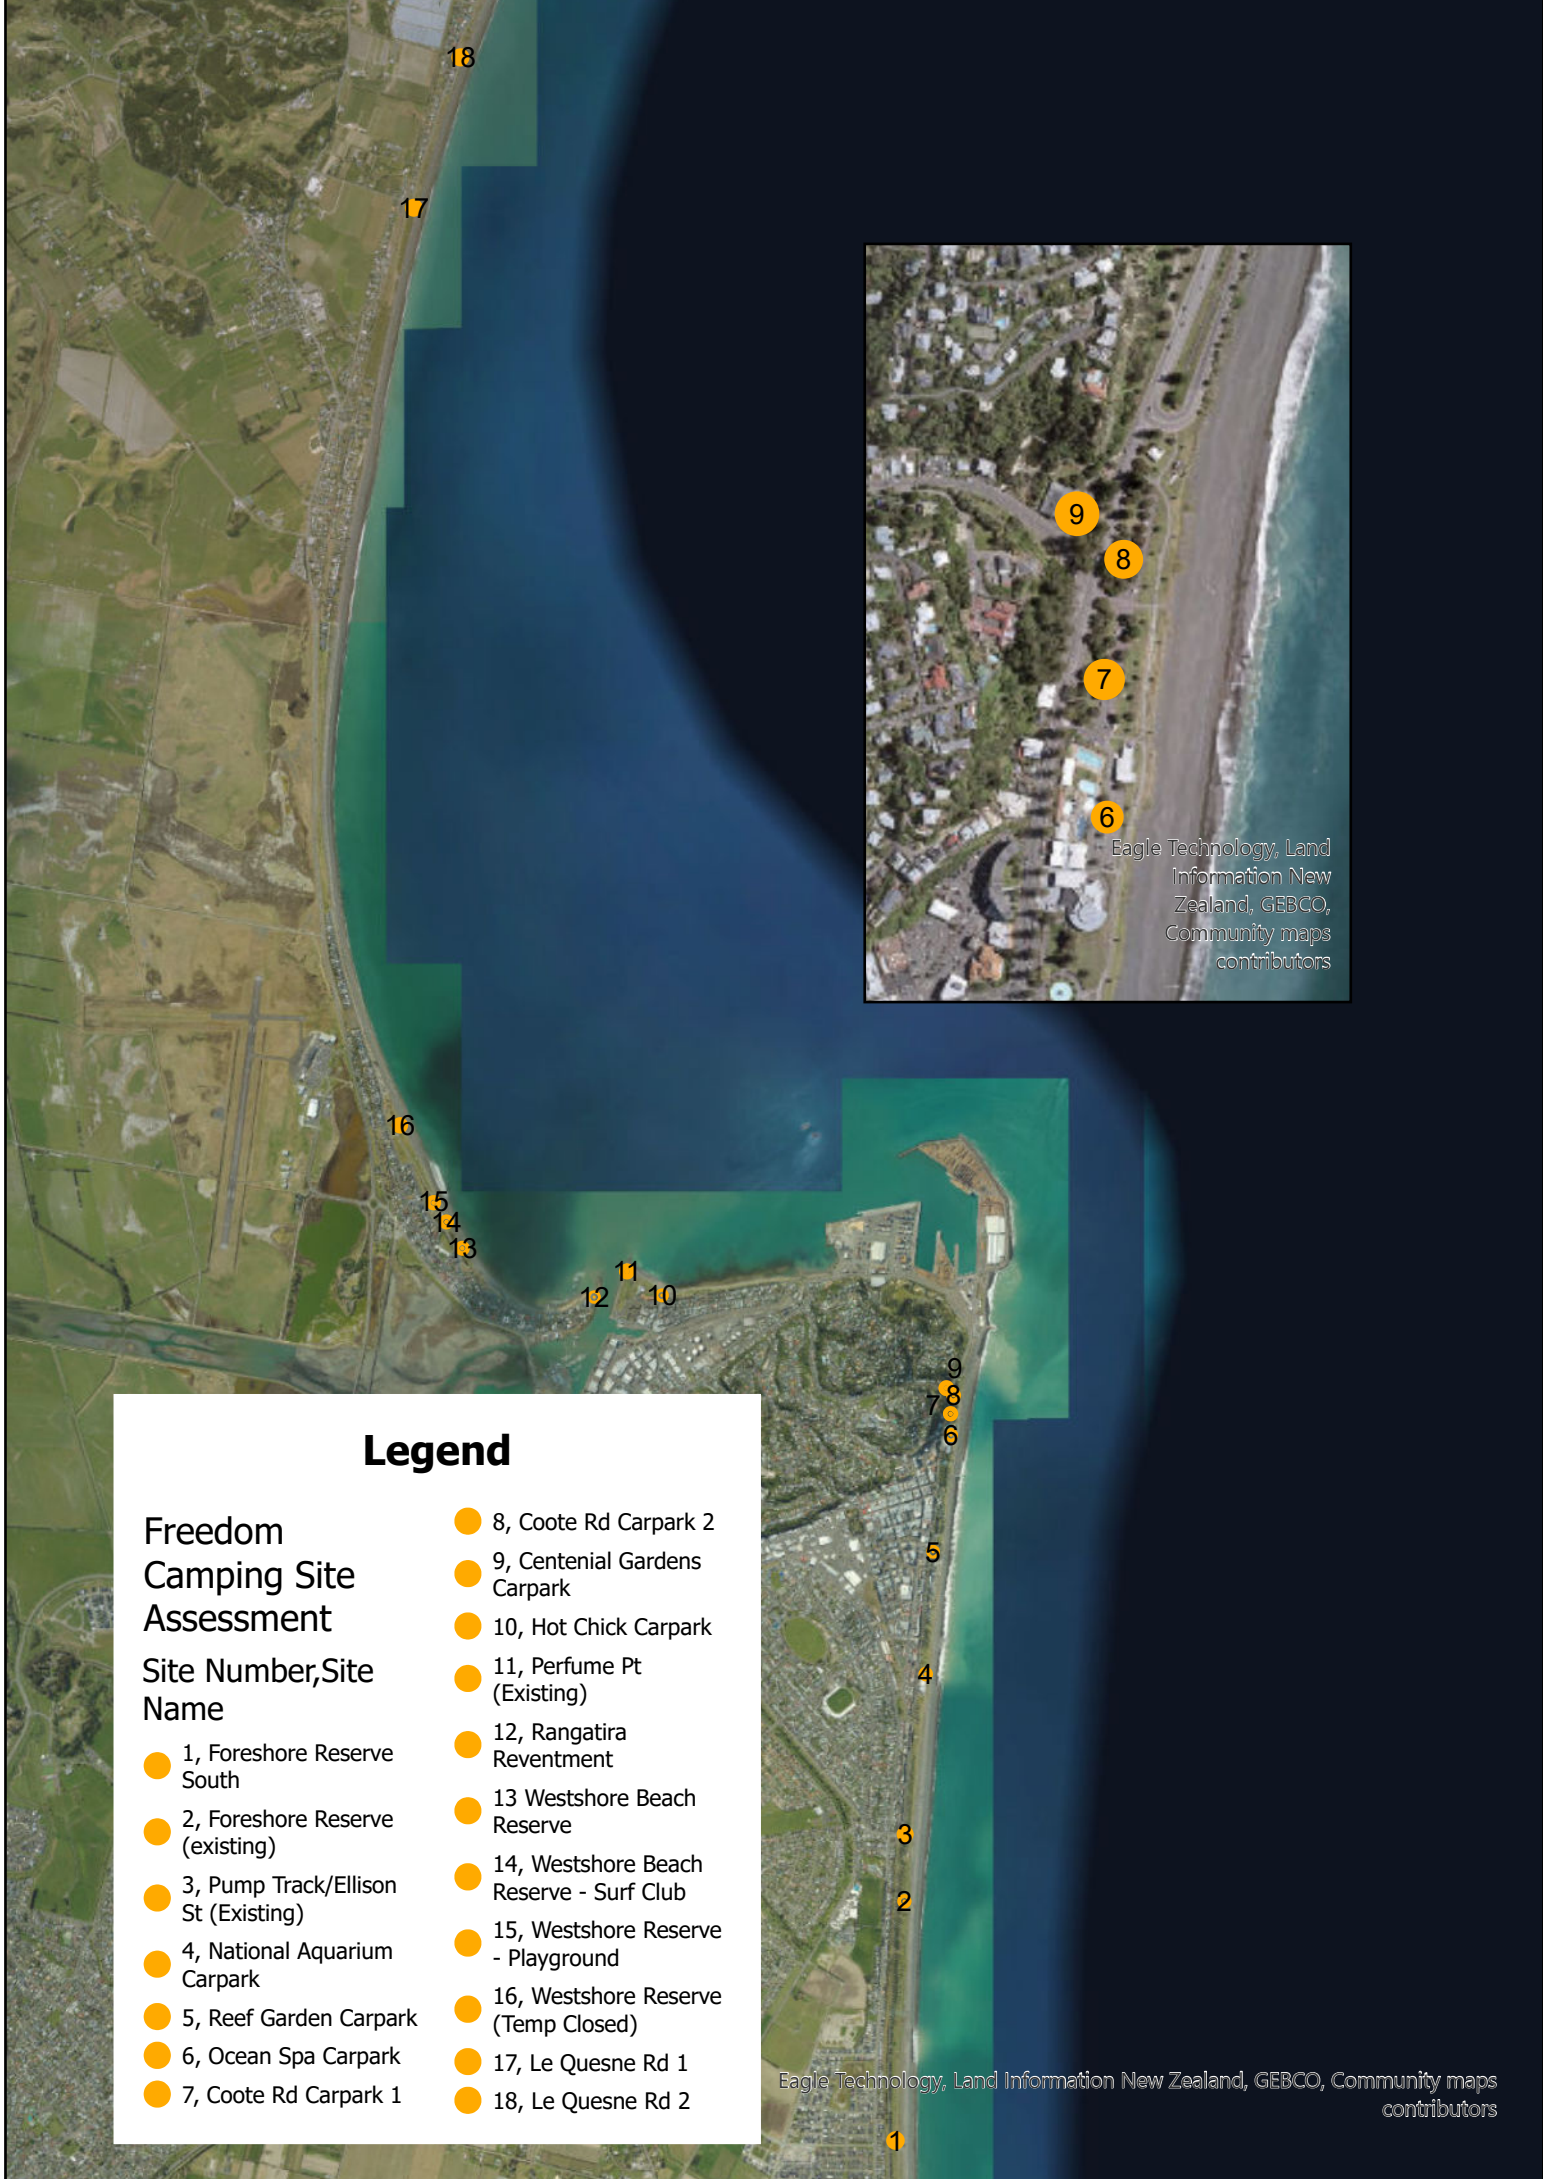 18
17
9
8
7
6
Eagle Technology, Land
Information New
Zealand, GEBCO,
Community maps
contributors
16
15
14
13
11
12
10
9
8
7
6
5
4
3
2
1
Legend
Freedom
Camping Site
Assessment
Site Number,Site
Name
1, Foreshore Reserve
South
2, Foreshore Reserve
(existing)
3, Pump Track/Ellison
St (Existing)
4, National Aquarium
Carpark
5, Reef Garden Carpark
6, Ocean Spa Carpark
7, Coote Rd Carpark 1
8, Coote Rd Carpark 2
9, Centenial Gardens
Carpark
10, Hot Chick Carpark
11, Perfume Pt
(Existing)
12, Rangatira
Reventment
13 Westshore Beach
Reserve
14, Westshore Beach
Reserve - Surf Club
15, Westshore Reserve
- Playground
16, Westshore Reserve
(Temp Closed)
17, Le Quesne Rd 1
18, Le Quesne Rd 2
Eagle Technology, Land Information New Zealand, GEBCO, Community maps
contributors